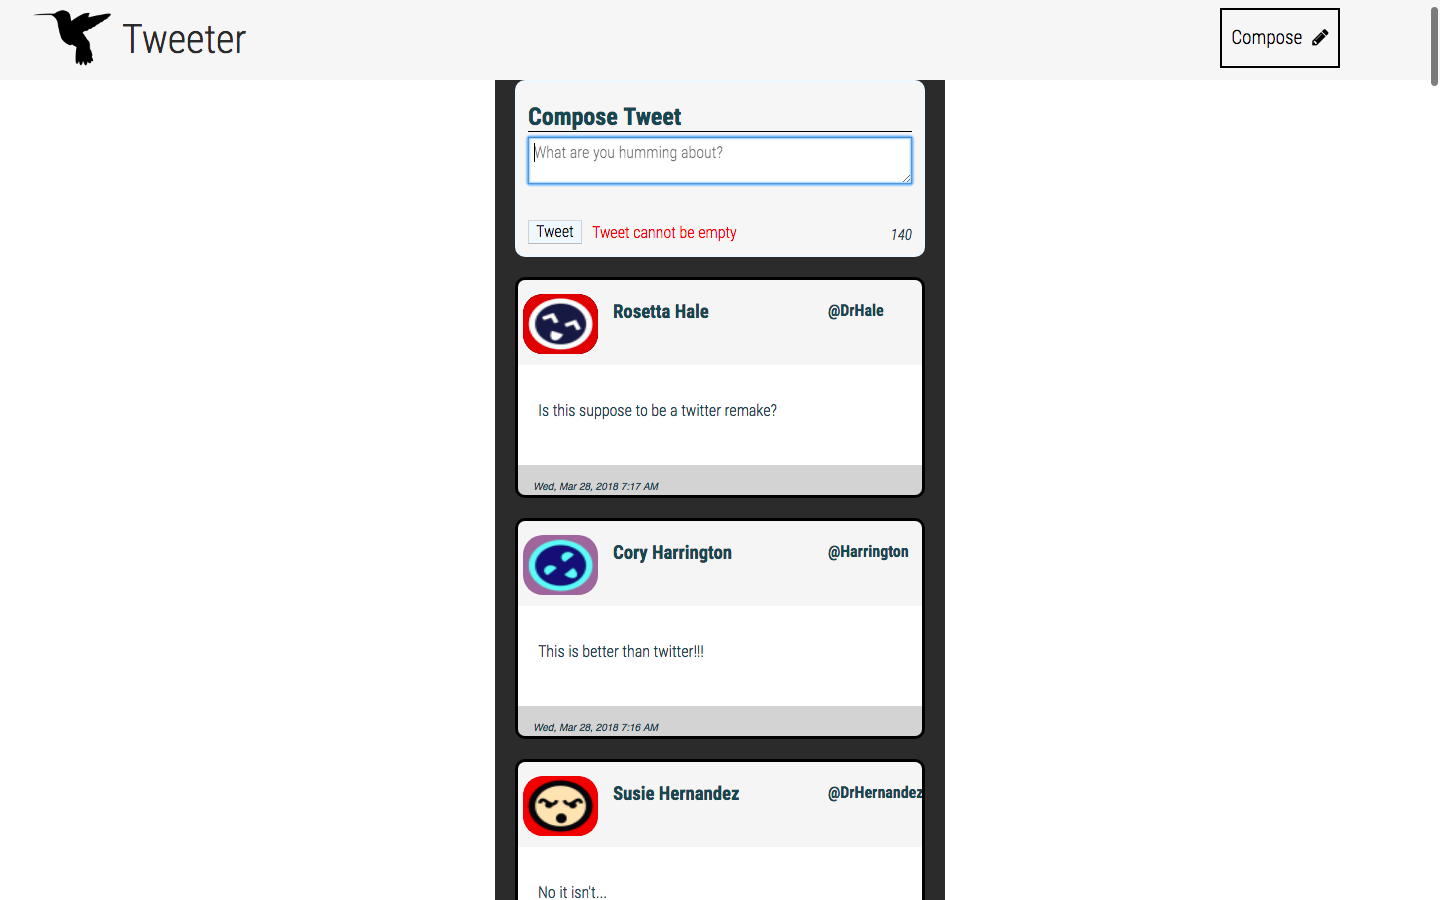 Tweeter
Compose
Compose Tweet
What are you humming about?
Tweet Tweet cannot be empty 140
Rosetta Hale @DrHale
Is this suppose to be a twitter remake?
Wed, Mar 28, 2018 7:17 AM
Cory Harrington @Harrington
This is better than twitter!!!
Wed, Mar 28, 2018 7:16 AM
Susie Hernandez @DrHernandez
No it isn't...